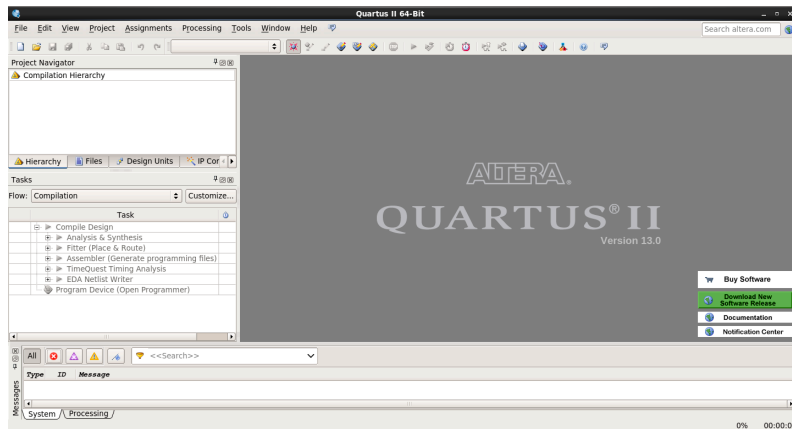 Quartus II 64-Bit
File Edit View Project Assignments Processing Tools Window Help
Search altera.com
Project Navigator
Compilation Hierarchy
Hierarchy Files Design Units IP Cor
Tasks
Flow: Compilation Customize...
Task
Compile Design
Analysis & Synthesis
Fitter (Place & Route)
Assembler (Generate programming files)
TimeQuest Timing Analysis
EDA Netlist Writer
Program Device (Open Programmer)
ALTERA®
QUARTUS® II
Version 13.0
Buy Software
Download New
Software Release
Documentation
Notification Center
All <<Search>>
Type ID Message
Messages
System Processing
0% 00:00:0